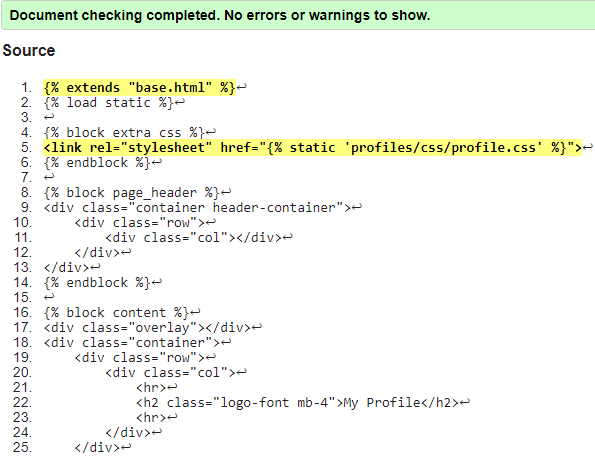 Document checking completed. No errors or warnings to show.
Source
1. {% extends "base.html" %}↩
2. {% load static %}↩
3. ↩
4. {% block extra css %}↩
5. <link rel="stylesheet" href="{% static 'profiles/css/profile.css' %}">↩
6. {% endblock %}↩
7. ↩
8. {% block page_header %}↩
9. <div class="container header-container">↩
10.     <div class="row">↩
11.         <div class="col"></div>↩
12.     </div>↩
13. </div>↩
14. {% endblock %}↩
15. ↩
16. {% block content %}↩
17. <div class="overlay"></div>↩
18. <div class="container">↩
19.     <div class="row">↩
20.         <div class="col">↩
21.             <hr>↩
22.             <h2 class="logo-font mb-4">My Profile</h2>↩
23.             <hr>↩
24.         </div>↩
25.     </div>↩